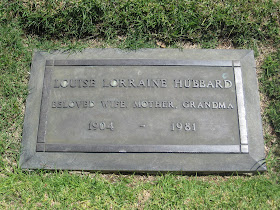 LOUISE LORRAINE HUBBARD
BELOVED WIFE, MOTHER, GRANDMA
1904 - 1981